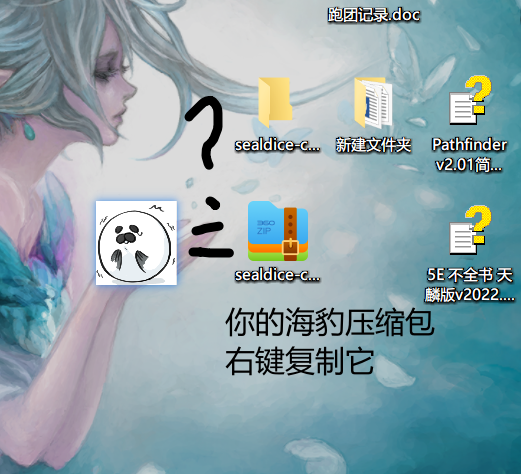 跑团记录.doc
?
sealdice-c...
新建文件夹
Pathfinder
v2.01简...
=
360
ZIP
sealdice-c...
5E 不全书 天
麟版v2022....
你的海豹压缩包
右键复制它